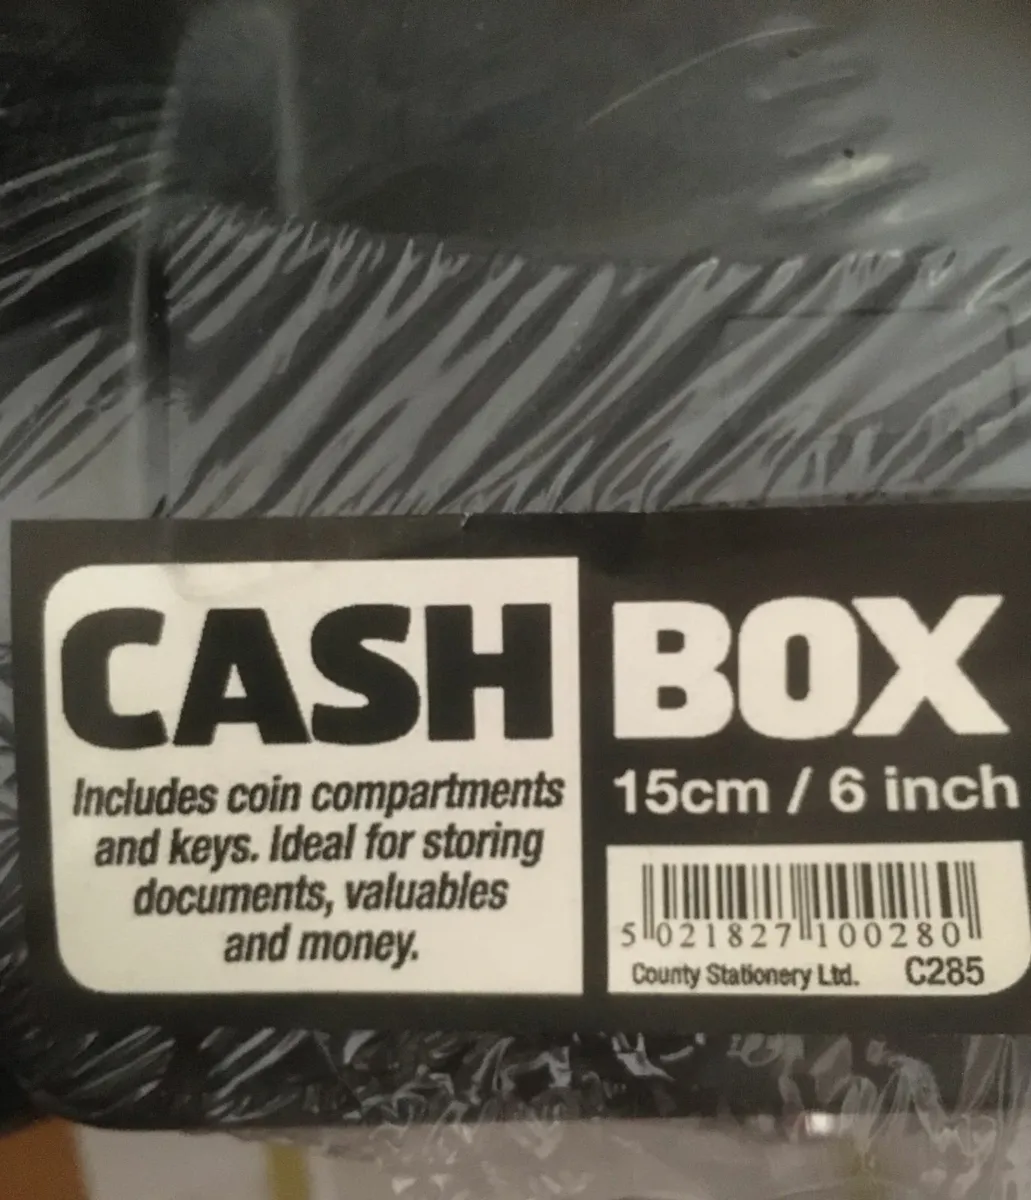 CASH BOX
Includes coin compartments
and keys. Ideal for storing
documents, valuables
and money.
15cm / 6 inch
5 021827 100280
County Stationery Ltd. C285